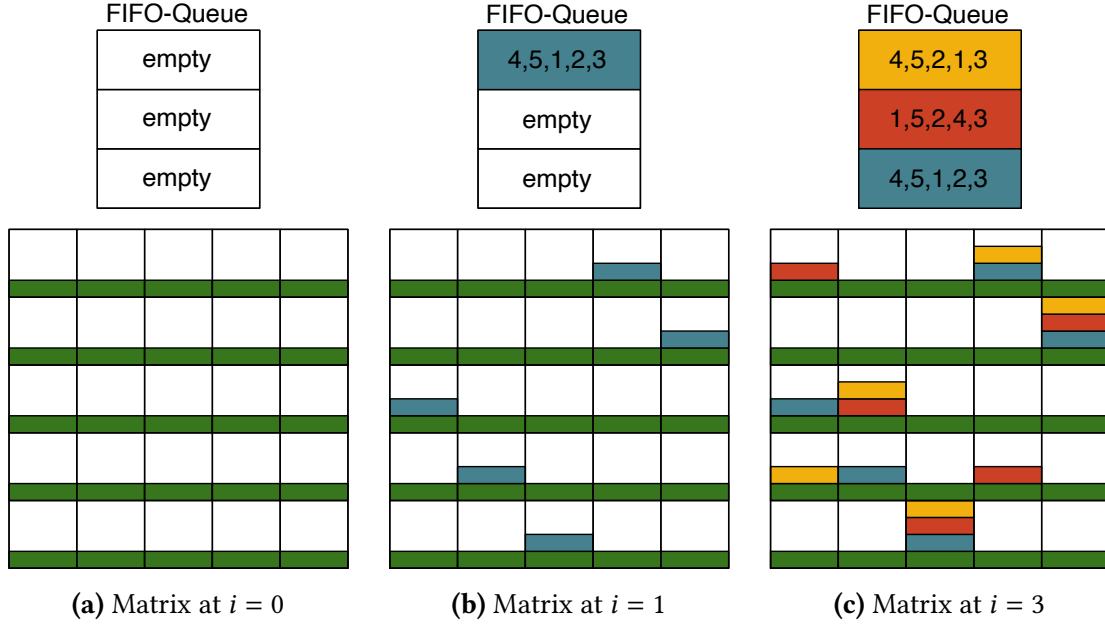 FIFO-Queue
empty
empty
empty
(a) Matrix at i = 0
FIFO-Queue
4,5,1,2,3
empty
empty
(b) Matrix at i = 1
FIFO-Queue
4,5,2,1,3
1,5,2,4,3
4,5,1,2,3
(c) Matrix at i = 3